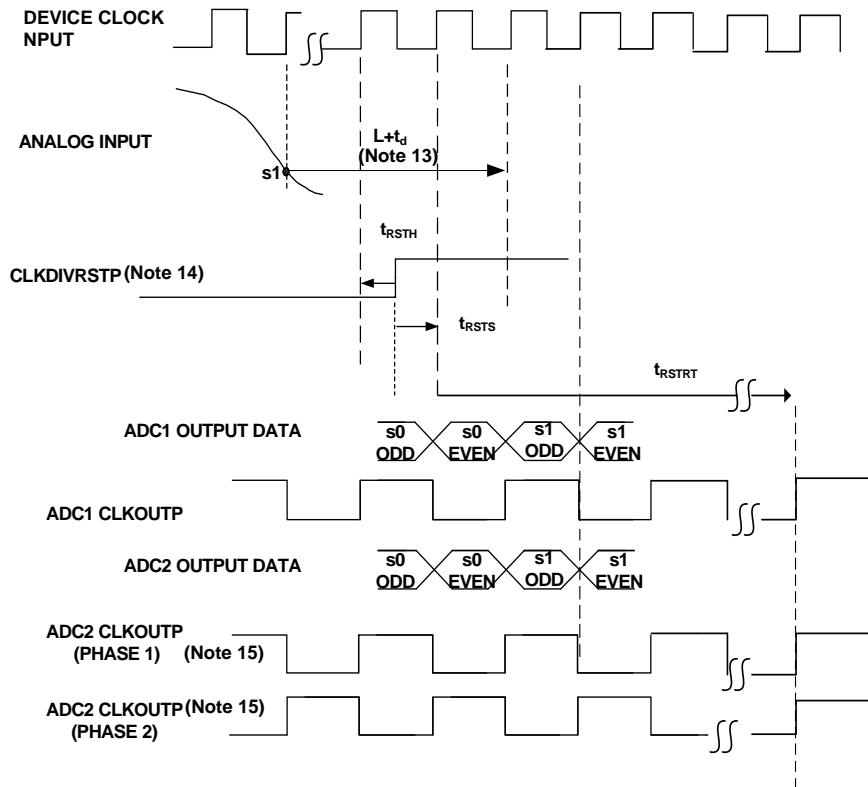 DEVICE CLOCK
NPUT
ANALOG INPUT
L+td
(Note 13)
s1
tRSTH
CLKDIVRSTP (Note 14)
tRSTS
tRSTRT
ADC1 OUTPUT DATA
s0 s0 s1 s1
ODD EVEN ODD EVEN
ADC1 CLKOUTP
ADC2 OUTPUT DATA
s0 s0 s1 s1
ODD EVEN ODD EVEN
ADC2 CLKOUTP
(PHASE 1) (Note 15)
ADC2 CLKOUTP (Note 15)
(PHASE 2)